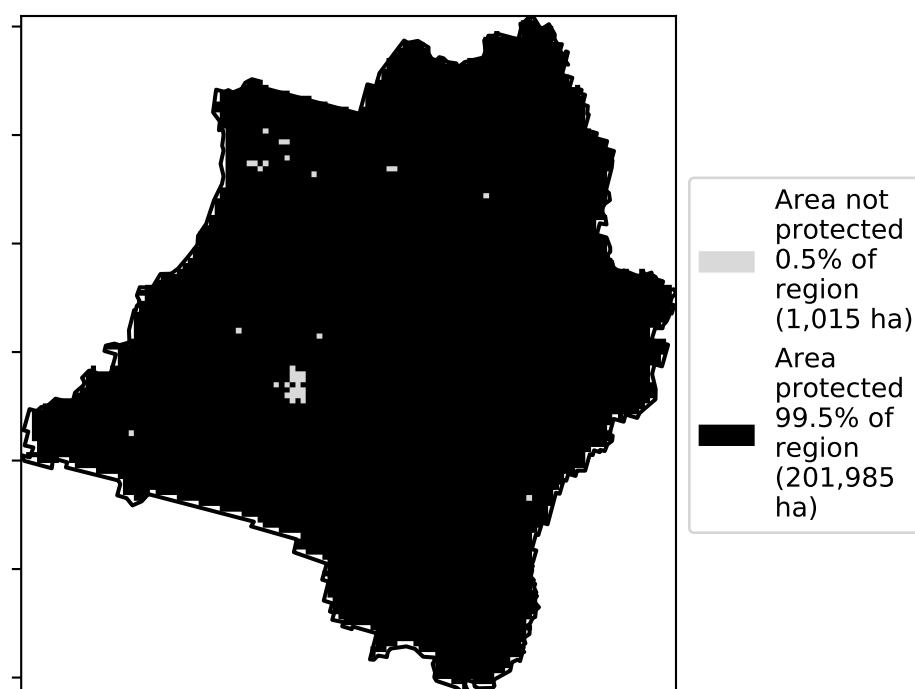 Area not
protected
0.5% of
region
(1,015 ha)
Area
protected
99.5% of
region
(201,985
ha)